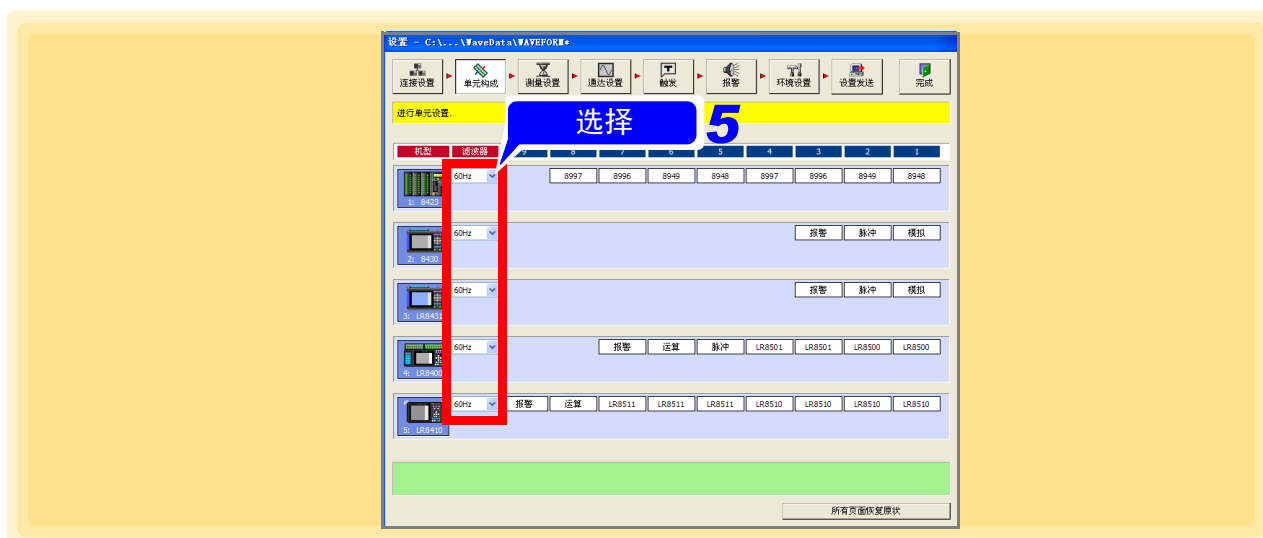 设置 - C:\...\WaveData\WAVEFORM*
连接设置 单元构成 测量设置 通达设置 触发 报警 环境设置 设置发送 完成
进行单元设置.
选择 5
机型 滤波器 9 8 7 6 5 4 3 2 1
60Hz 8997 8996 8949 8948 8997 8996 8949 8948
1: 8423
60Hz 报警 脉冲 模拟
2: 8430
60Hz 报警 脉冲 模拟
3: LR8431
60Hz 报警 运算 脉冲 LR8501 LR8501 LR8500 LR8500
4: LR8400
60Hz 报警 运算 LR8511 LR8511 LR8511 LR8510 LR8510 LR8510 LR8510
5: LR8410
所有页面恢复原状